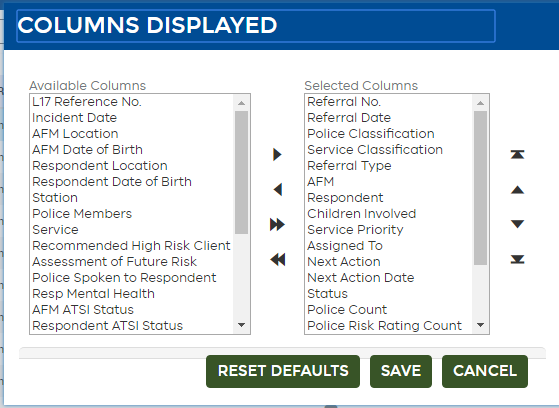 COLUMNS DISPLAYED
Available Columns
L17 Reference No.
Incident Date
AFM Location
AFM Date of Birth
Respondent Location
Respondent Date of Birth
Station
Police Members
Service
Recommended High Risk Client
Assessment of Future Risk
Police Spoken to Respondent
Resp Mental Health
AFM ATSI Status
Respondent ATSI Status
Selected Columns
Referral No.
Referral Date
Police Classification
Service Classification
Referral Type
AFM
Respondent
Children Involved
Service Priority
Assigned To
Next Action
Next Action Date
Status
Police Count
Police Risk Rating Count
RESET DEFAULTS
SAVE
CANCEL